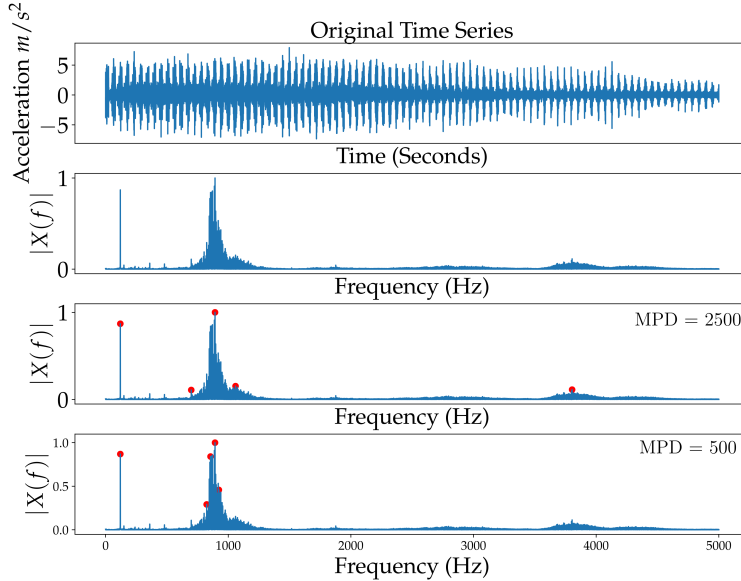 Original Time Series
Acceleration m/s²
5
0
−5
Time (Seconds)
|X(f)|
1
0
Frequency (Hz)
|X(f)|
1
0
MPD = 2500
Frequency (Hz)
|X(f)|
1.0
0.5
0.0
MPD = 500
0 1000 2000 3000 4000 5000
Frequency (Hz)